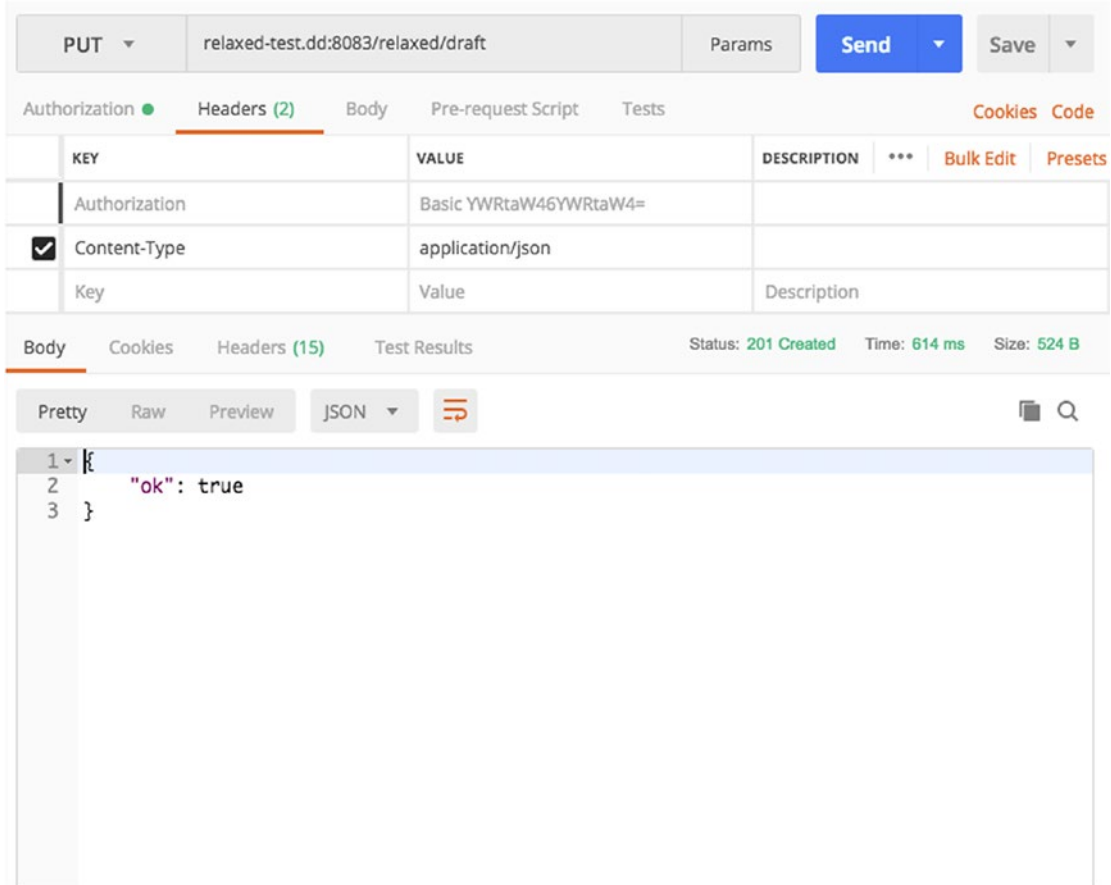 PUT relaxed-test.dd:8083/relaxed/draft Params Send Save
Authorization Headers (2) Body Pre-request Script Tests Cookies Code
KEY VALUE DESCRIPTION ••• Bulk Edit Presets
Authorization Basic YWRtaW46YWRtaW4=
Content-Type application/json
Key Value Description
Body Cookies Headers (15) Test Results Status: 201 Created Time: 614 ms Size: 524 B
Pretty Raw Preview JSON
1 {
2 "ok": true
3 }